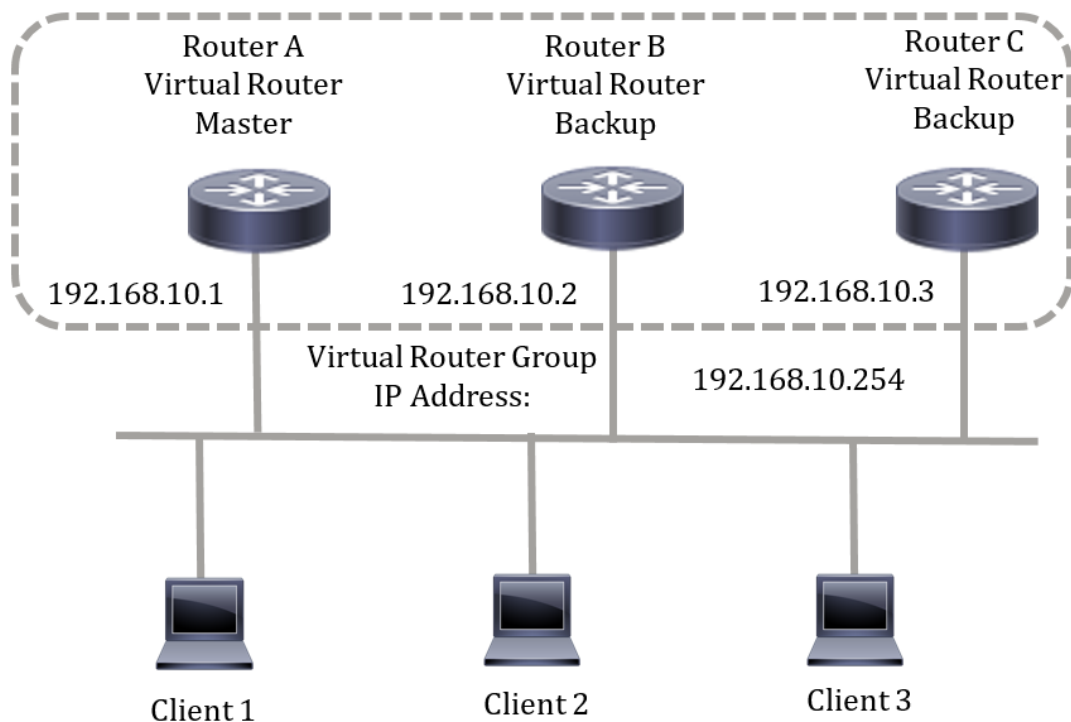 Router A
Virtual Router
Master
Router B
Virtual Router
Backup
Router C
Virtual Router
Backup
192.168.10.1
192.168.10.2
192.168.10.3
Virtual Router Group
IP Address:
192.168.10.254
Client 1
Client 2
Client 3